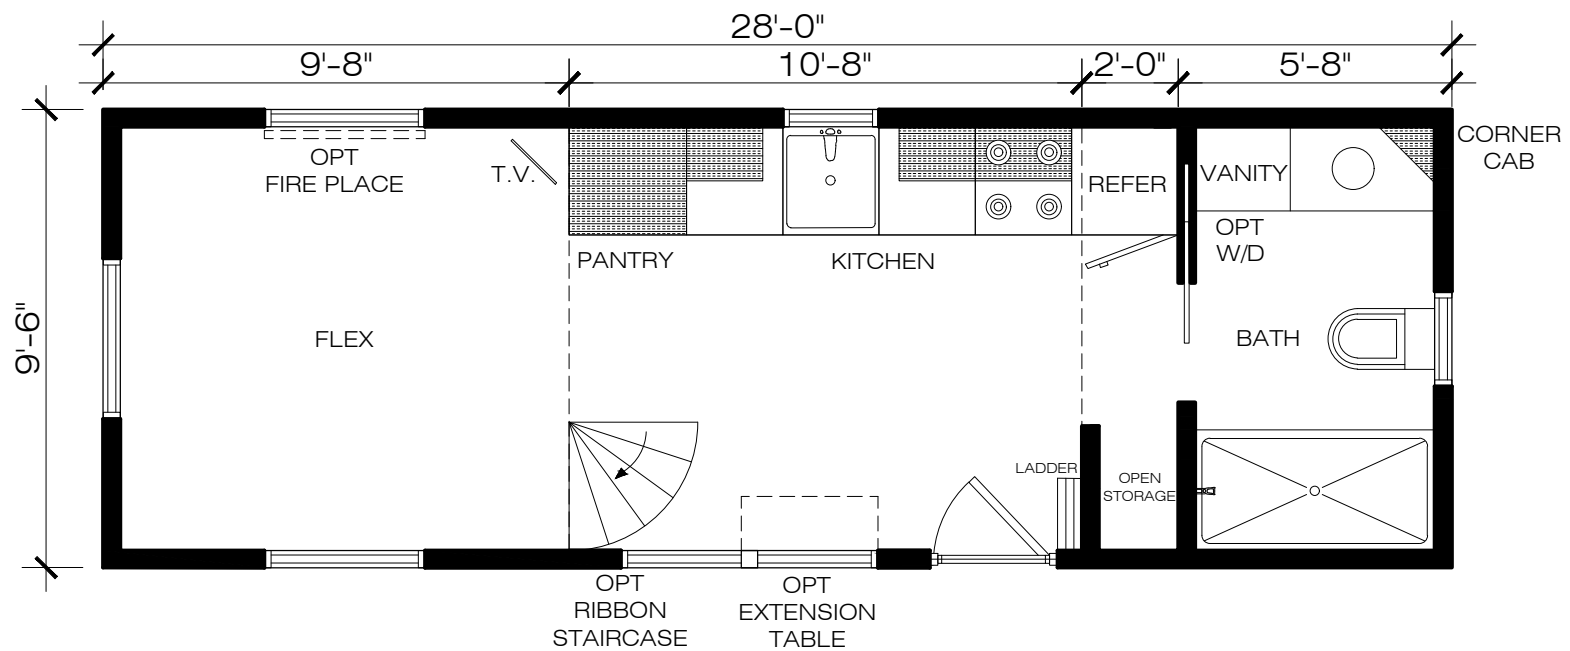 28'-0"
9'-8"
10'-8"
2'-0"
5'-8"
9'-6"
OPT
FIRE PLACE
T.V.
REFER
VANITY
CORNER
CAB
OPT
W/D
PANTRY
KITCHEN
FLEX
BATH
LADDER
OPEN
STORAGE
OPT
RIBBON
STAIRCASE
OPT
EXTENSION
TABLE